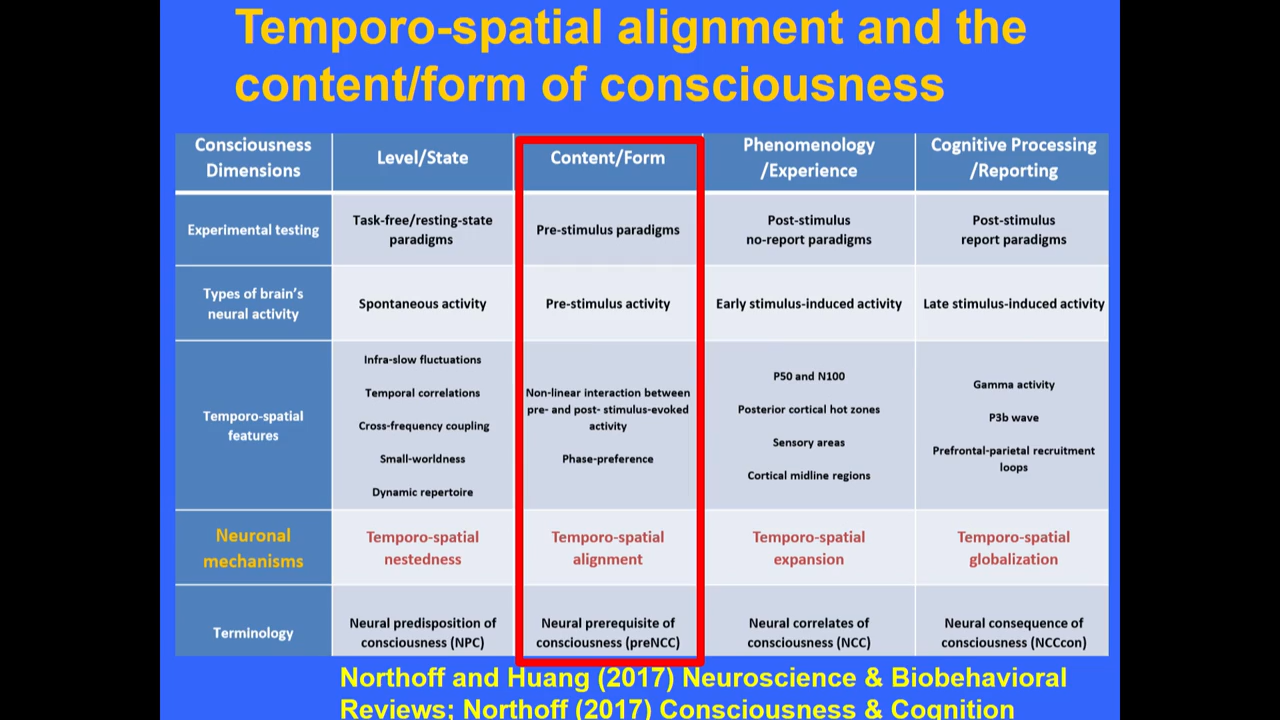 Temporo-spatial alignment and the
content/form of consciousness
Consciousness
Dimensions
Level/State
Content/Form
Phenomenology
/Experience
Cognitive Processing
/Reporting
Experimental testing
Task-free/resting-state
paradigms
Pre-stimulus paradigms
Post-stimulus
no-report paradigms
Post-stimulus
report paradigms
Types of brain's
neural activity
Spontaneous activity
Pre-stimulus activity
Early stimulus-induced activity
Late stimulus-induced activity
Temporo-spatial
features
Infra-slow fluctuations
Temporal correlations
Cross-frequency coupling
Small-worldness
Dynamic repertoire
Non-linear interaction between
pre- and post- stimulus-evoked
activity
Phase-preference
P50 and N100
Posterior cortical hot zones
Sensory areas
Cortical midline regions
Gamma activity
P3b wave
Prefrontal-parietal recruitment
loops
Neuronal
mechanisms
Temporo-spatial
nestedness
Temporo-spatial
alignment
Temporo-spatial
expansion
Temporo-spatial
globalization
Terminology
Neural predisposition of
consciousness (NPC)
Neural prerequisite of
consciousness (preNCC)
Neural correlates of
consciousness (NCC)
Neural consequence of
consciousness (NCCcon)
Northoff and Huang (2017) Neuroscience & Biobehavioral
Reviews; Northoff (2017) Consciousness & Cognition